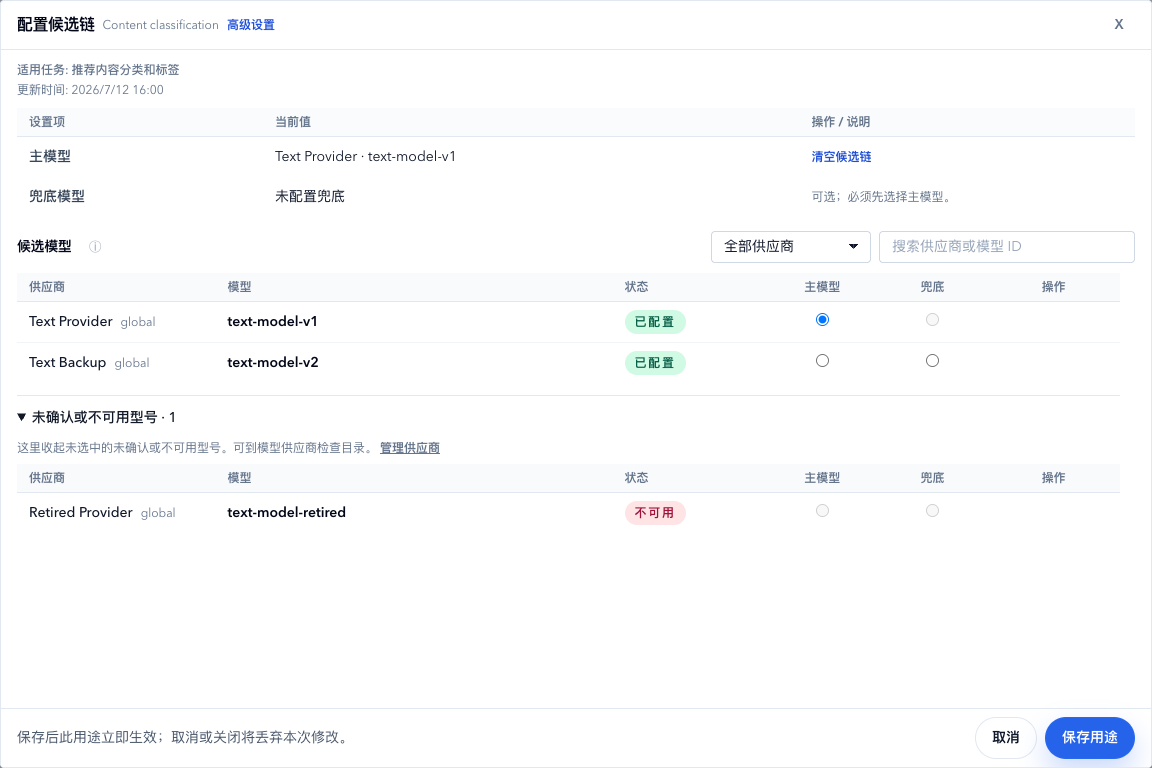 配置候选链 Content classification 高级设置 X
适用任务: 推荐内容分类和标签
更新时间: 2026/7/12 16:00
设置项 当前值 操作 / 说明
主模型 Text Provider · text-model-v1 清空候选链
兜底模型 未配置兜底 可选；必须先选择主模型。
候选模型 ⓘ 全部供应商 搜索供应商或模型 ID
供应商 模型 状态 主模型 兜底 操作
Text Provider global text-model-v1 已配置
Text Backup global text-model-v2 已配置
▼ 未确认或不可用型号 · 1
这里收起未选中的未确认或不可用型号。可到模型供应商检查目录。 管理供应商
供应商 模型 状态 主模型 兜底 操作
Retired Provider global text-model-retired 不可用
保存后此用途立即生效；取消或关闭将丢弃本次修改。 取消 保存用途